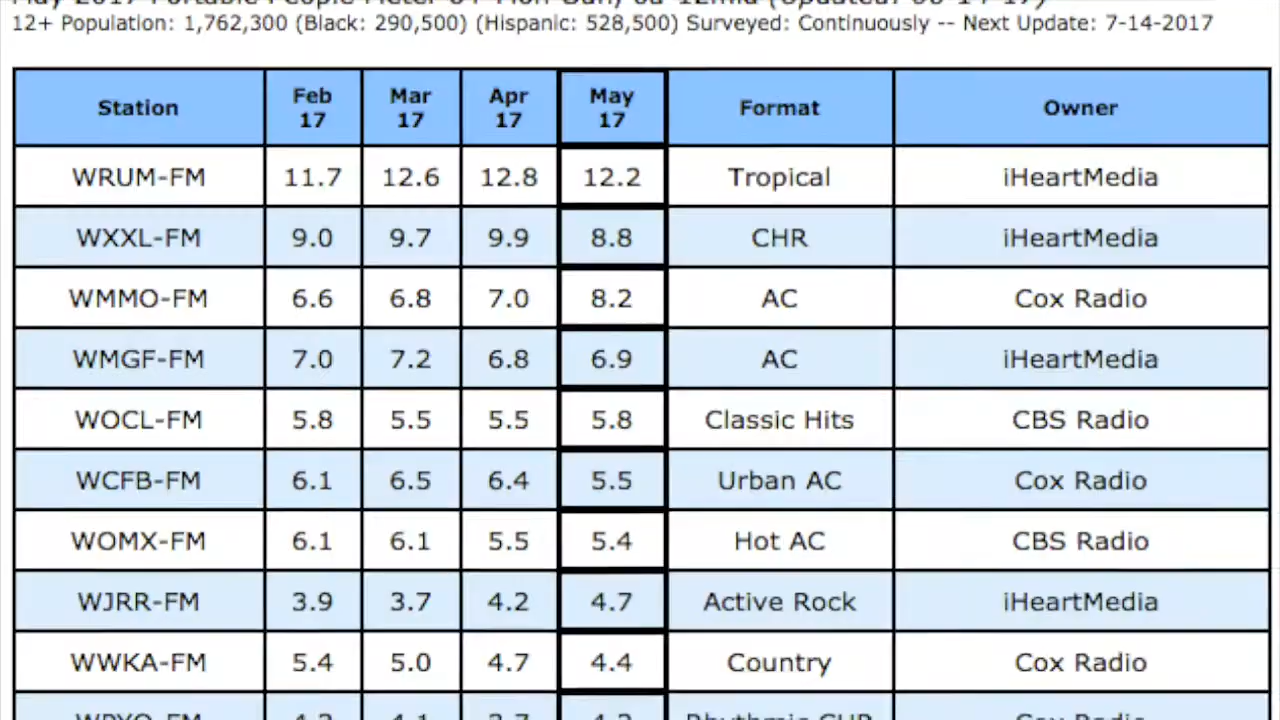 12+ Population: 1,762,300 (Black: 290,500) (Hispanic: 528,500) Surveyed: Continuously -- Next Update: 7-14-2017
Station Feb 17 Mar 17 Apr 17 May 17 Format Owner
WRUM-FM 11.7 12.6 12.8 12.2 Tropical iHeartMedia
WXXL-FM 9.0 9.7 9.9 8.8 CHR iHeartMedia
WMMO-FM 6.6 6.8 7.0 8.2 AC Cox Radio
WMGF-FM 7.0 7.2 6.8 6.9 AC iHeartMedia
WOCL-FM 5.8 5.5 5.5 5.8 Classic Hits CBS Radio
WCFB-FM 6.1 6.5 6.4 5.5 Urban AC Cox Radio
WOMX-FM 6.1 6.1 5.5 5.4 Hot AC CBS Radio
WJRR-FM 3.9 3.7 4.2 4.7 Active Rock iHeartMedia
WWKA-FM 5.4 5.0 4.7 4.4 Country Cox Radio